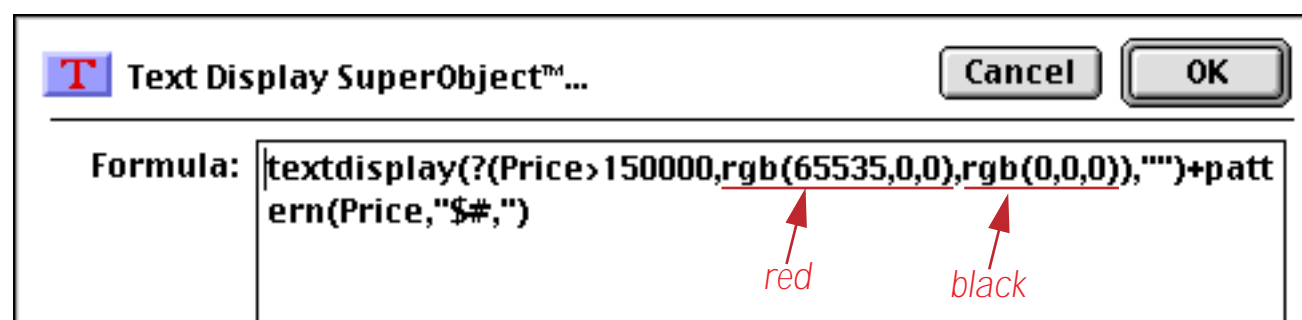 T Text Display SuperObject™... Cancel OK
Formula: textdisplay(?(Price>150000,rgb(65535,0,0),rgb(0,0,0)),"")+patt
ern(Price,"$#,")
red black